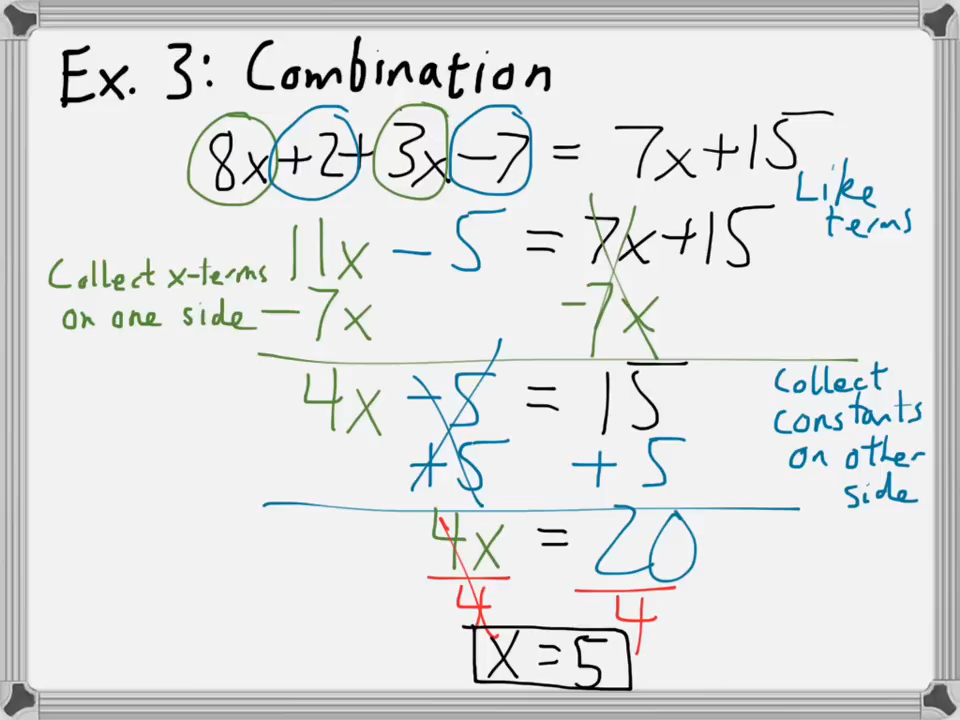 Ex. 3: Combination
8x+2+3x-7 = 7x+15
Like
terms
11x - 5 = 7x+15
Collect x-terms
on one side -7x -7x
4x -5 = 15
+5 +5
Collect
constants
on other
side
4x = 20
4 4
x = 5